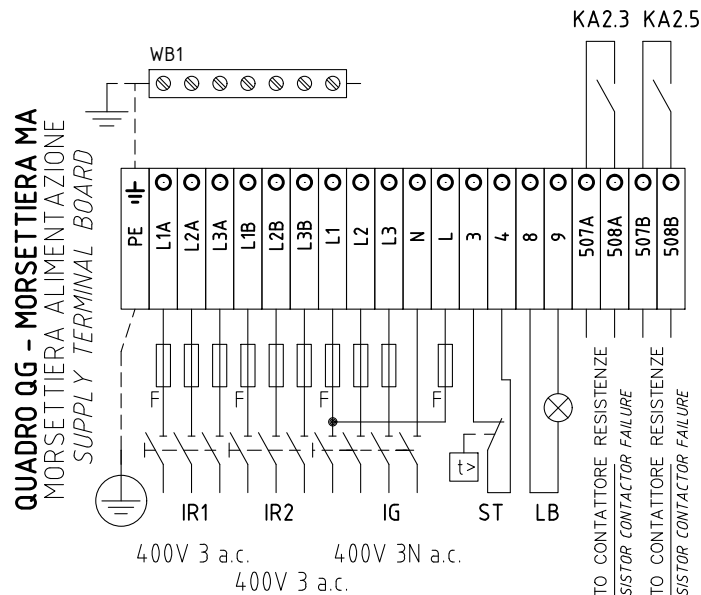 KA2.3 KA2.5
WB1
QUADRO QG - MORSETTIERA MA
MORSETTIERA ALIMENTAZIONE
SUPPLY TERMINAL BOARD
PE L1A L2A L3A L1B L2B L3B L1 L2 L3 N L 3 4 8 9 507A 508A 507B 508B
F F F F
t>
IR1 IR2 IG ST LB
400V 3 a.c. 400V 3N a.c.
400V 3 a.c.
CONTATTORE RESISTENZE
CONTACTOR FAILURE
CONTATTORE RESISTENZE
CONTACTOR FAILURE